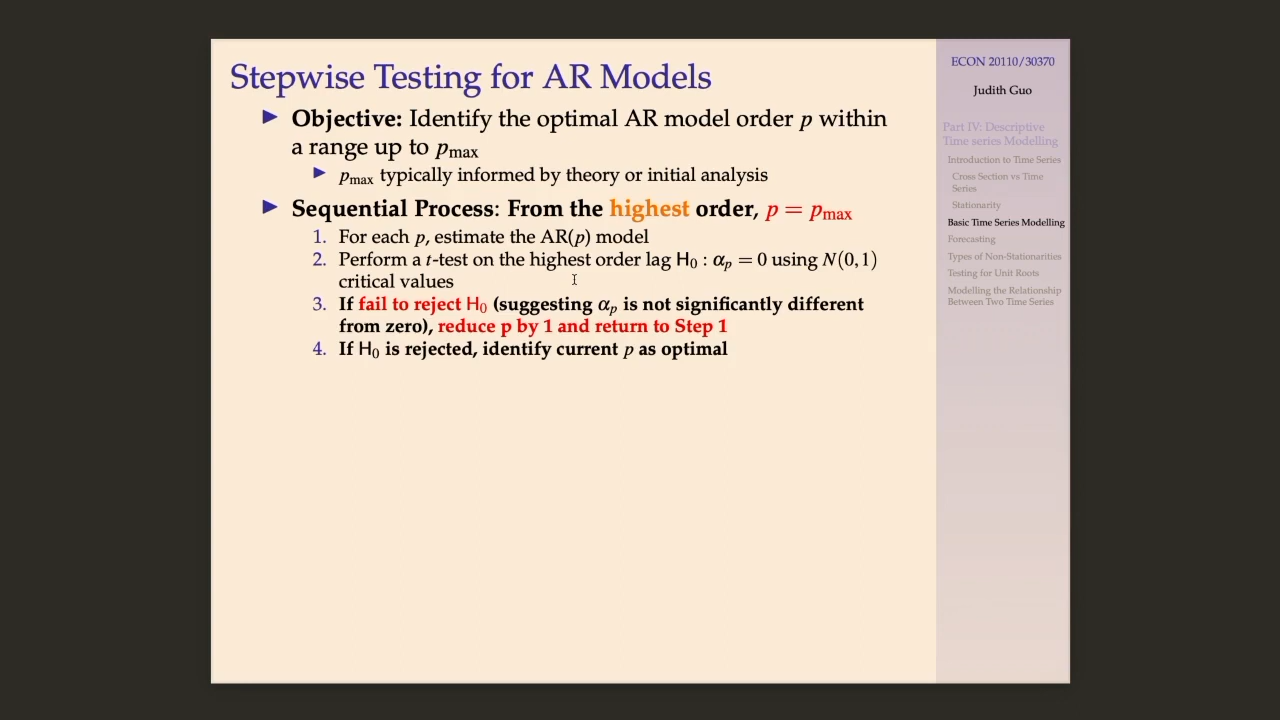 Stepwise Testing for AR Models
▶ Objective: Identify the optimal AR model order p within
a range up to pmax
▶ pmax typically informed by theory or initial analysis
▶ Sequential Process: From the highest order, p = pmax
1. For each p, estimate the AR(p) model
2. Perform a t-test on the highest order lag H0 : αp = 0 using N(0, 1)
critical values
3. If fail to reject H0 (suggesting αp is not significantly different
from zero), reduce p by 1 and return to Step 1
4. If H0 is rejected, identify current p as optimal
ECON 20110/30370
Judith Guo
Part IV: Descriptive
Time series Modelling
Introduction to Time Series
Cross Section vs Time
Series
Stationarity
Basic Time Series Modelling
Forecasting
Types of Non-Stationarities
Testing for Unit Roots
Modelling the Relationship
Between Two Time Series